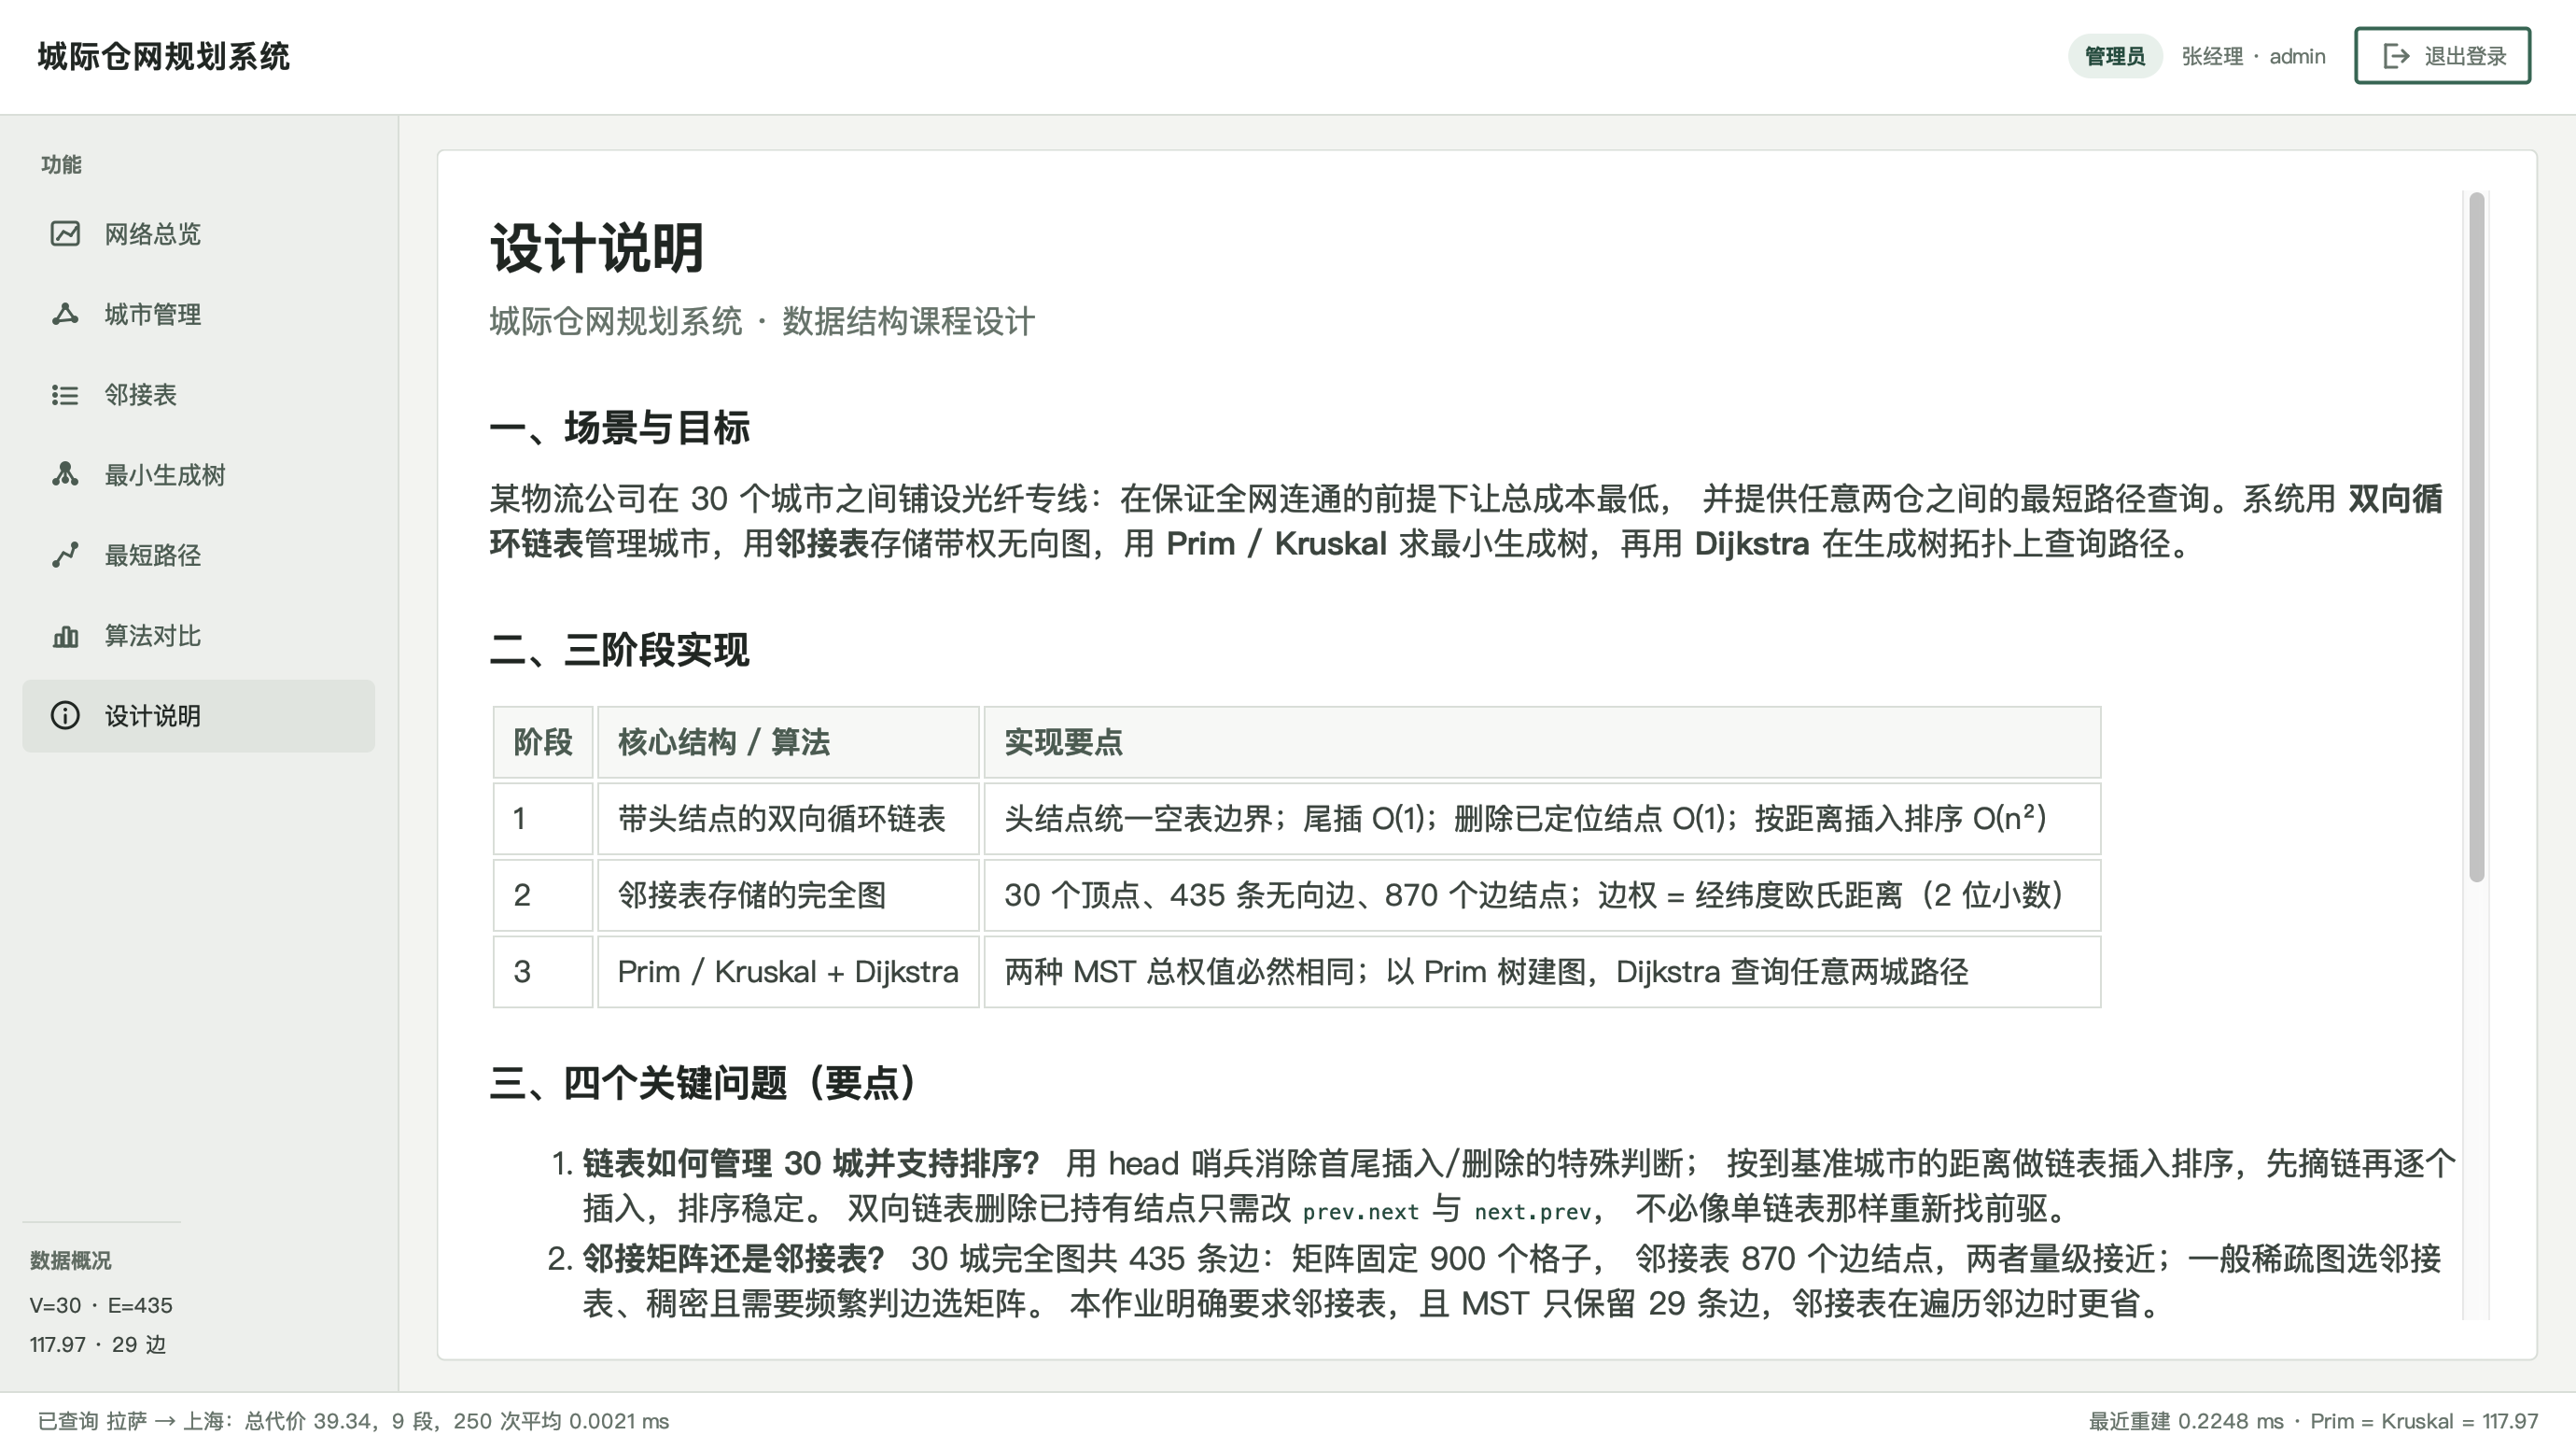 城际仓网规划系统
管理员 张经理 · admin 退出登录
功能
网络总览
城市管理
邻接表
最小生成树
最短路径
算法对比
设计说明
数据概况
V=30 · E=435
117.97 · 29 边
设计说明
城际仓网规划系统 · 数据结构课程设计
一、场景与目标
某物流公司在 30 个城市之间铺设光纤专线：在保证全网连通的前提下让总成本最低， 并提供任意两仓之间的最短路径查询。系统用 双向循
环链表管理城市，用邻接表存储带权无向图，用 Prim / Kruskal 求最小生成树，再用 Dijkstra 在生成树拓扑上查询路径。
二、三阶段实现
阶段 核心结构 / 算法 实现要点
1 带头结点的双向循环链表 头结点统一空表边界；尾插 O(1)；删除已定位结点 O(1)；按距离插入排序 O(n²)
2 邻接表存储的完全图 30 个顶点、435 条无向边、870 个边结点；边权 = 经纬度欧氏距离（2 位小数）
3 Prim / Kruskal + Dijkstra 两种 MST 总权值必然相同；以 Prim 树建图，Dijkstra 查询任意两城路径
三、四个关键问题（要点）
1. 链表如何管理 30 城并支持排序？ 用 head 哨兵消除首尾插入/删除的特殊判断； 按到基准城市的距离做链表插入排序，先摘链再逐个
插入，排序稳定。 双向链表删除已持有结点只需改 prev.next 与 next.prev， 不必像单链表那样重新找前驱。
2. 邻接矩阵还是邻接表？ 30 城完全图共 435 条边：矩阵固定 900 个格子， 邻接表 870 个边结点，两者量级接近；一般稀疏图选邻接
表、稠密且需要频繁判边选矩阵。 本作业明确要求邻接表，且 MST 只保留 29 条边，邻接表在遍历邻边时更省。
已查询 拉萨 → 上海：总代价 39.34，9 段，250 次平均 0.0021 ms
最近重建 0.2248 ms · Prim = Kruskal = 117.97